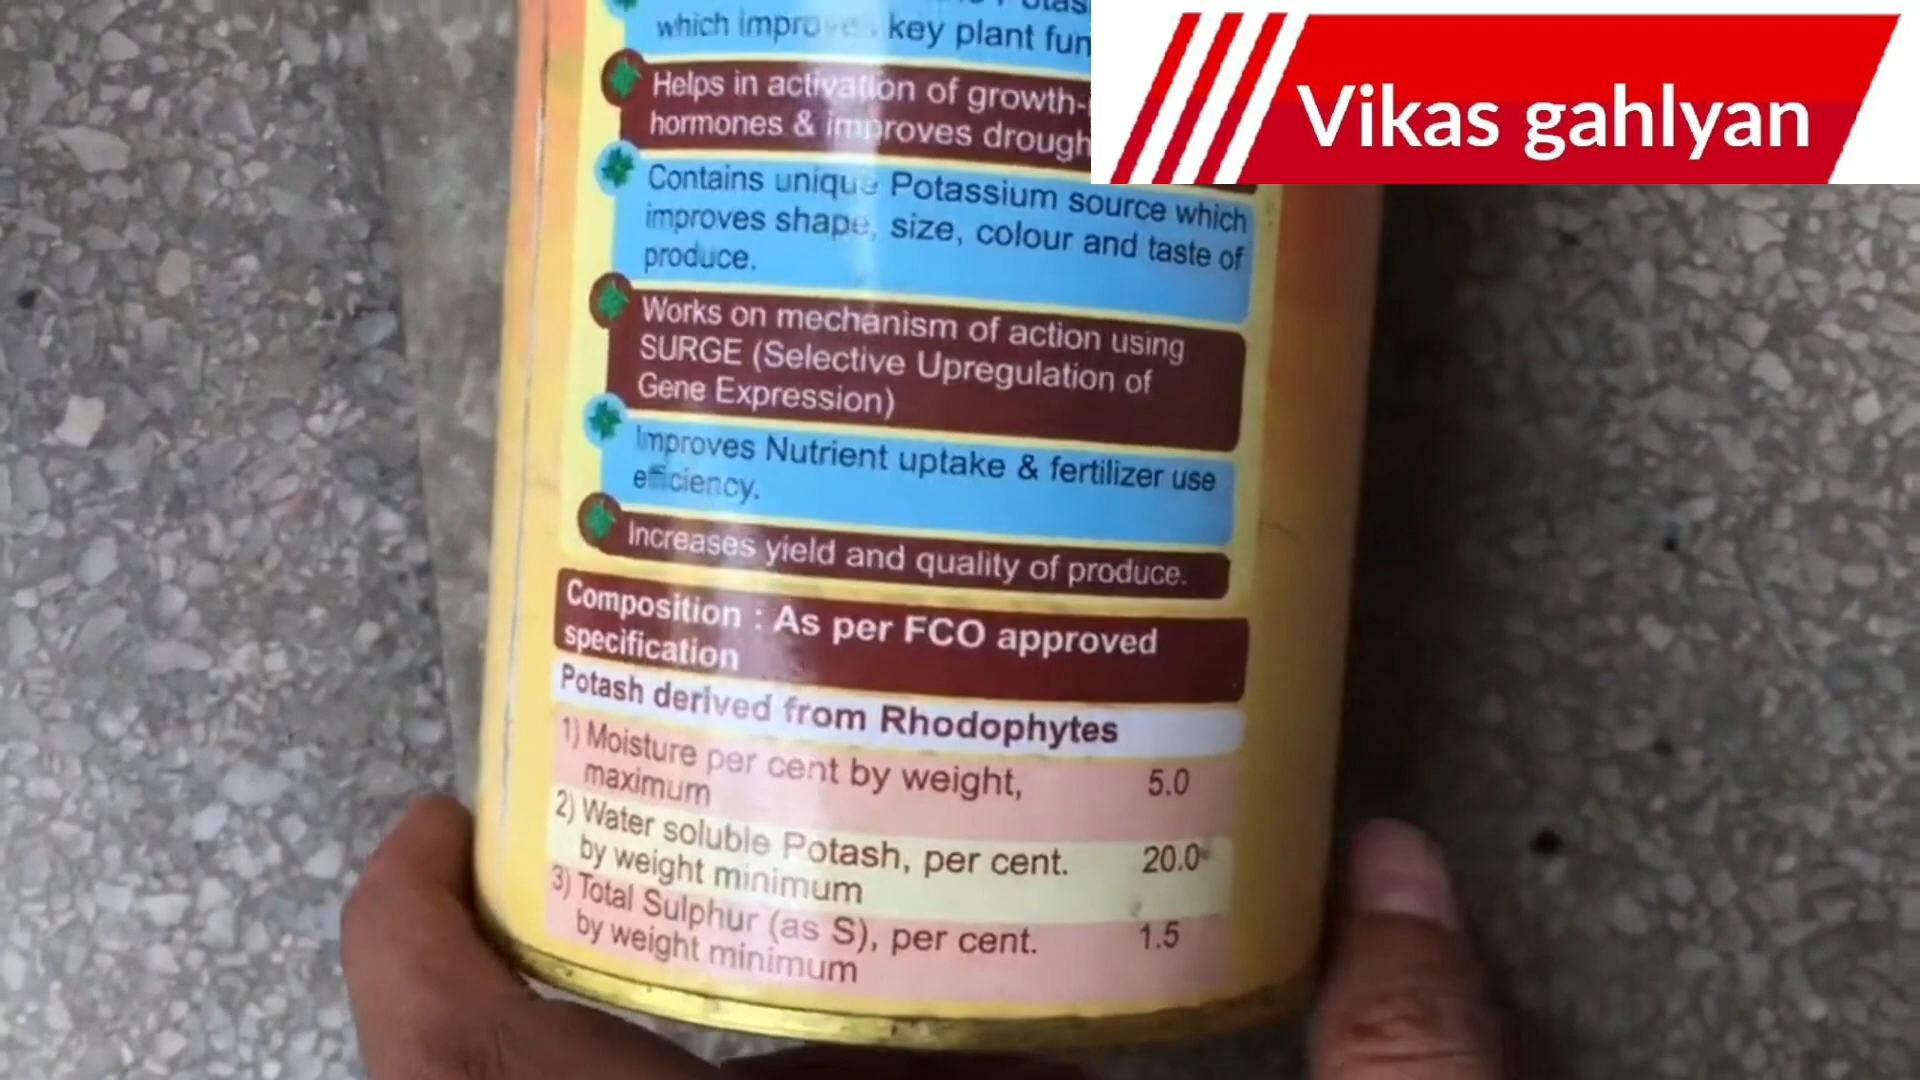 which improves key plant fun
Helps in activation of growth-
hormones & improves drough
Contains unique Potassium source which
improves shape, size, colour and taste of
produce.
Works on mechanism of action using
SURGE (Selective Upregulation of
Gene Expression)
Improves Nutrient uptake & fertilizer use
efficiency.
Increases yield and quality of produce.
Composition : As per FCO approved
specification
Potash derived from Rhodophytes
1) Moisture per cent by weight, 5.0
maximum
2) Water soluble Potash, per cent. 20.0
by weight minimum
3) Total Sulphur (as S), per cent. 1.5
by weight minimum
Vikas gahlyan